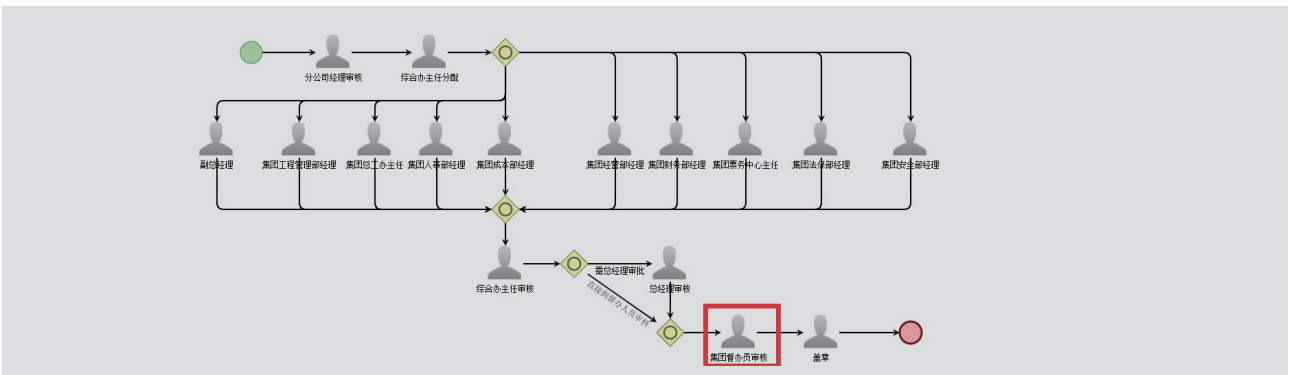 分公司经理审核
综合办主任分配
副总经理
集团工程管理部经理
集团总工办主任
集团人事部经理
集团成本部经理
集团经营部经理
集团财务部经理
集团票务中心主任
集团法保部经理
集团安全部经理
综合办主任审核
需总经理审批
总经理审核
直接到督办人员审核
集团督办员审核
盖章